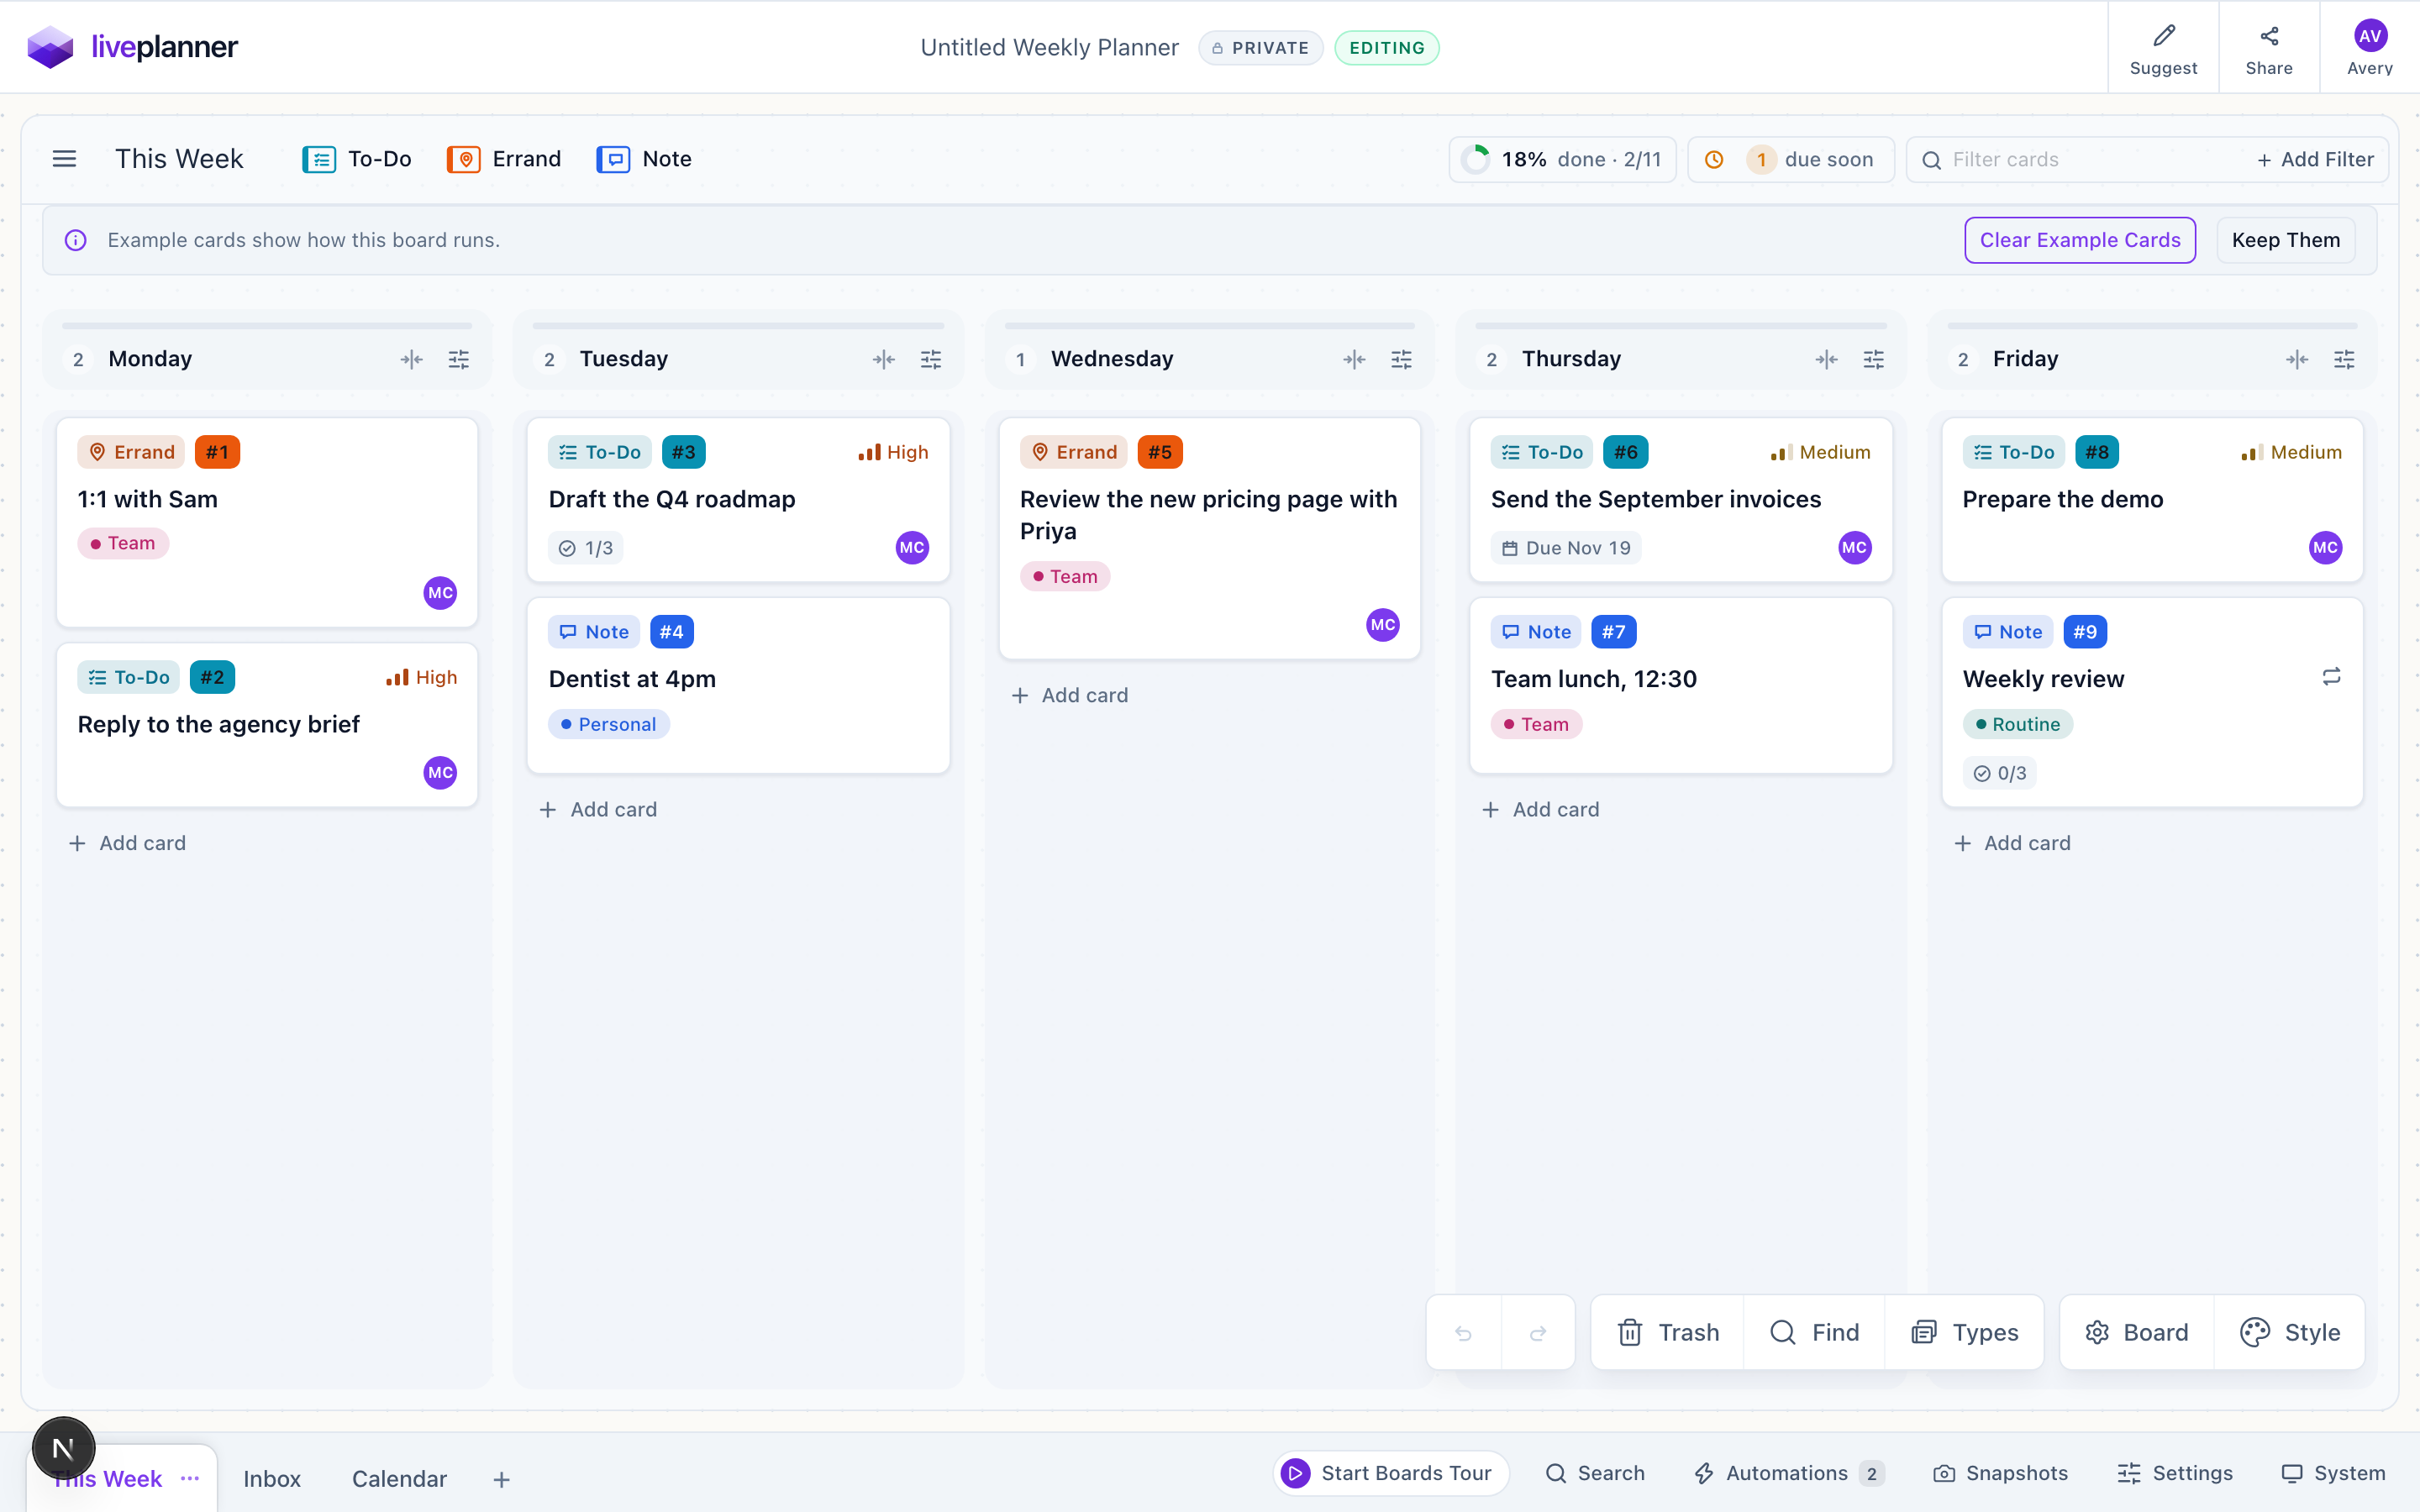 liveplanner
Untitled Weekly Planner PRIVATE EDITING
Suggest
Share
AV
Avery
This Week To-Do Errand Note
18% done · 2/11
1 due soon
Filter cards
+ Add Filter
Example cards show how this board runs.
Clear Example Cards
Keep Them
2 Monday
Errand #1
1:1 with Sam
Team
MC
To-Do #2 High
Reply to the agency brief
MC
+ Add card
2 Tuesday
To-Do #3 High
Draft the Q4 roadmap
1/3 MC
Note #4
Dentist at 4pm
Personal
+ Add card
1 Wednesday
Errand #5
Review the new pricing page with
Priya
Team
MC
+ Add card
2 Thursday
To-Do #6 Medium
Send the September invoices
Due Nov 19 MC
Note #7
Team lunch, 12:30
Team
+ Add card
2 Friday
To-Do #8 Medium
Prepare the demo
MC
Note #9
Weekly review
Routine
0/3
+ Add card
Trash Find Types Board Style
N
This Week ··· Inbox Calendar +
Start Boards Tour Search Automations 2 Snapshots Settings System